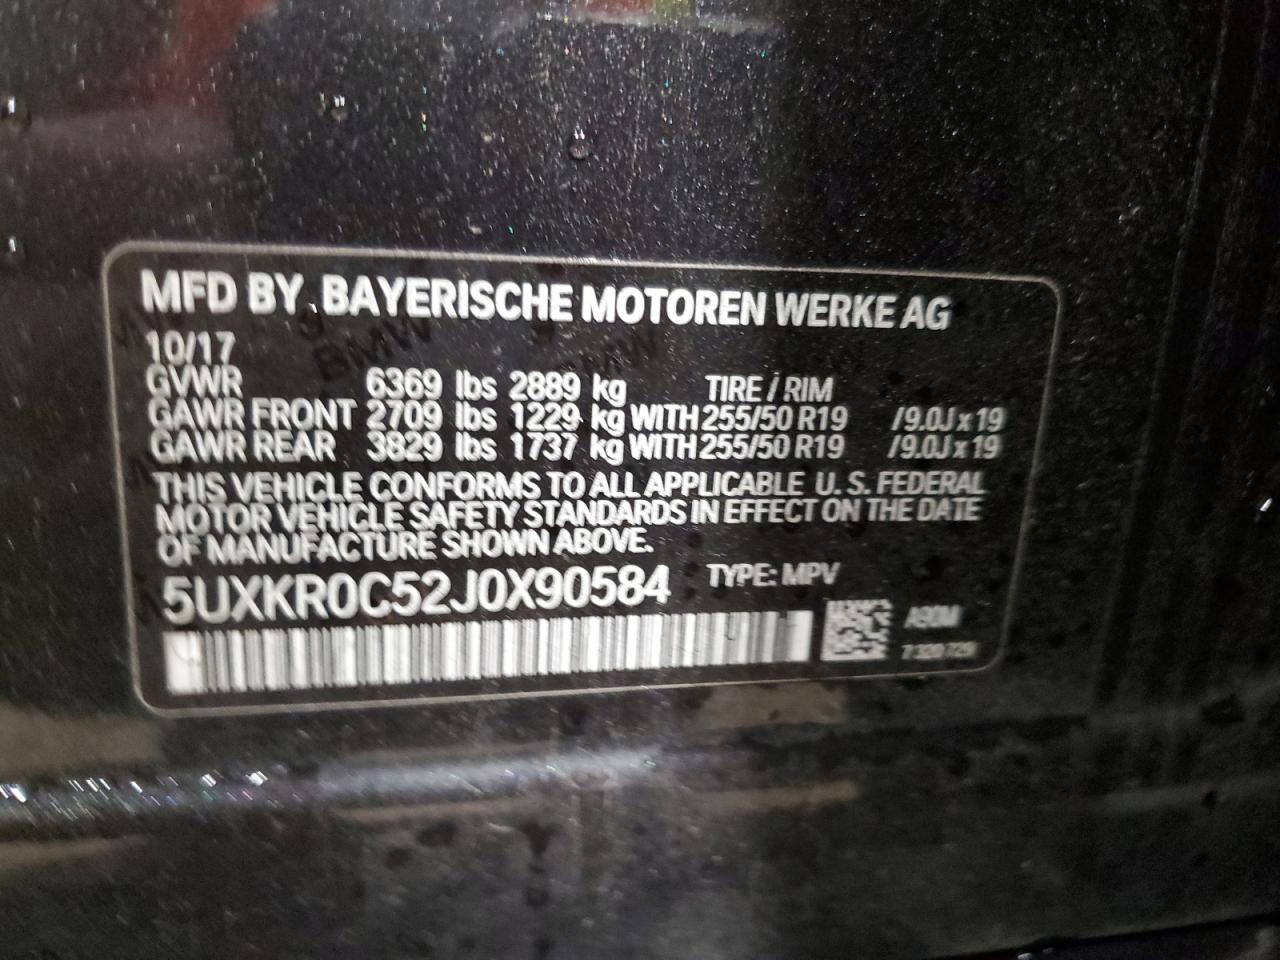 MFD BY BAYERISCHE MOTOREN WERKE AG
10/17
GVWR 6369 lbs 2889 kg TIRE / RIM
GAWR FRONT 2709 lbs 1229 kg WITH 255/50 R19 /9.0J x 19
GAWR REAR 3829 lbs 1737 kg WITH 255/50 R19 /9.0J x 19
THIS VEHICLE CONFORMS TO ALL APPLICABLE U.S. FEDERAL
MOTOR VEHICLE SAFETY STANDARDS IN EFFECT ON THE DATE
OF MANUFACTURE SHOWN ABOVE.
5UXKR0C52J0X90584 TYPE: MPV
A90M
7 320 729